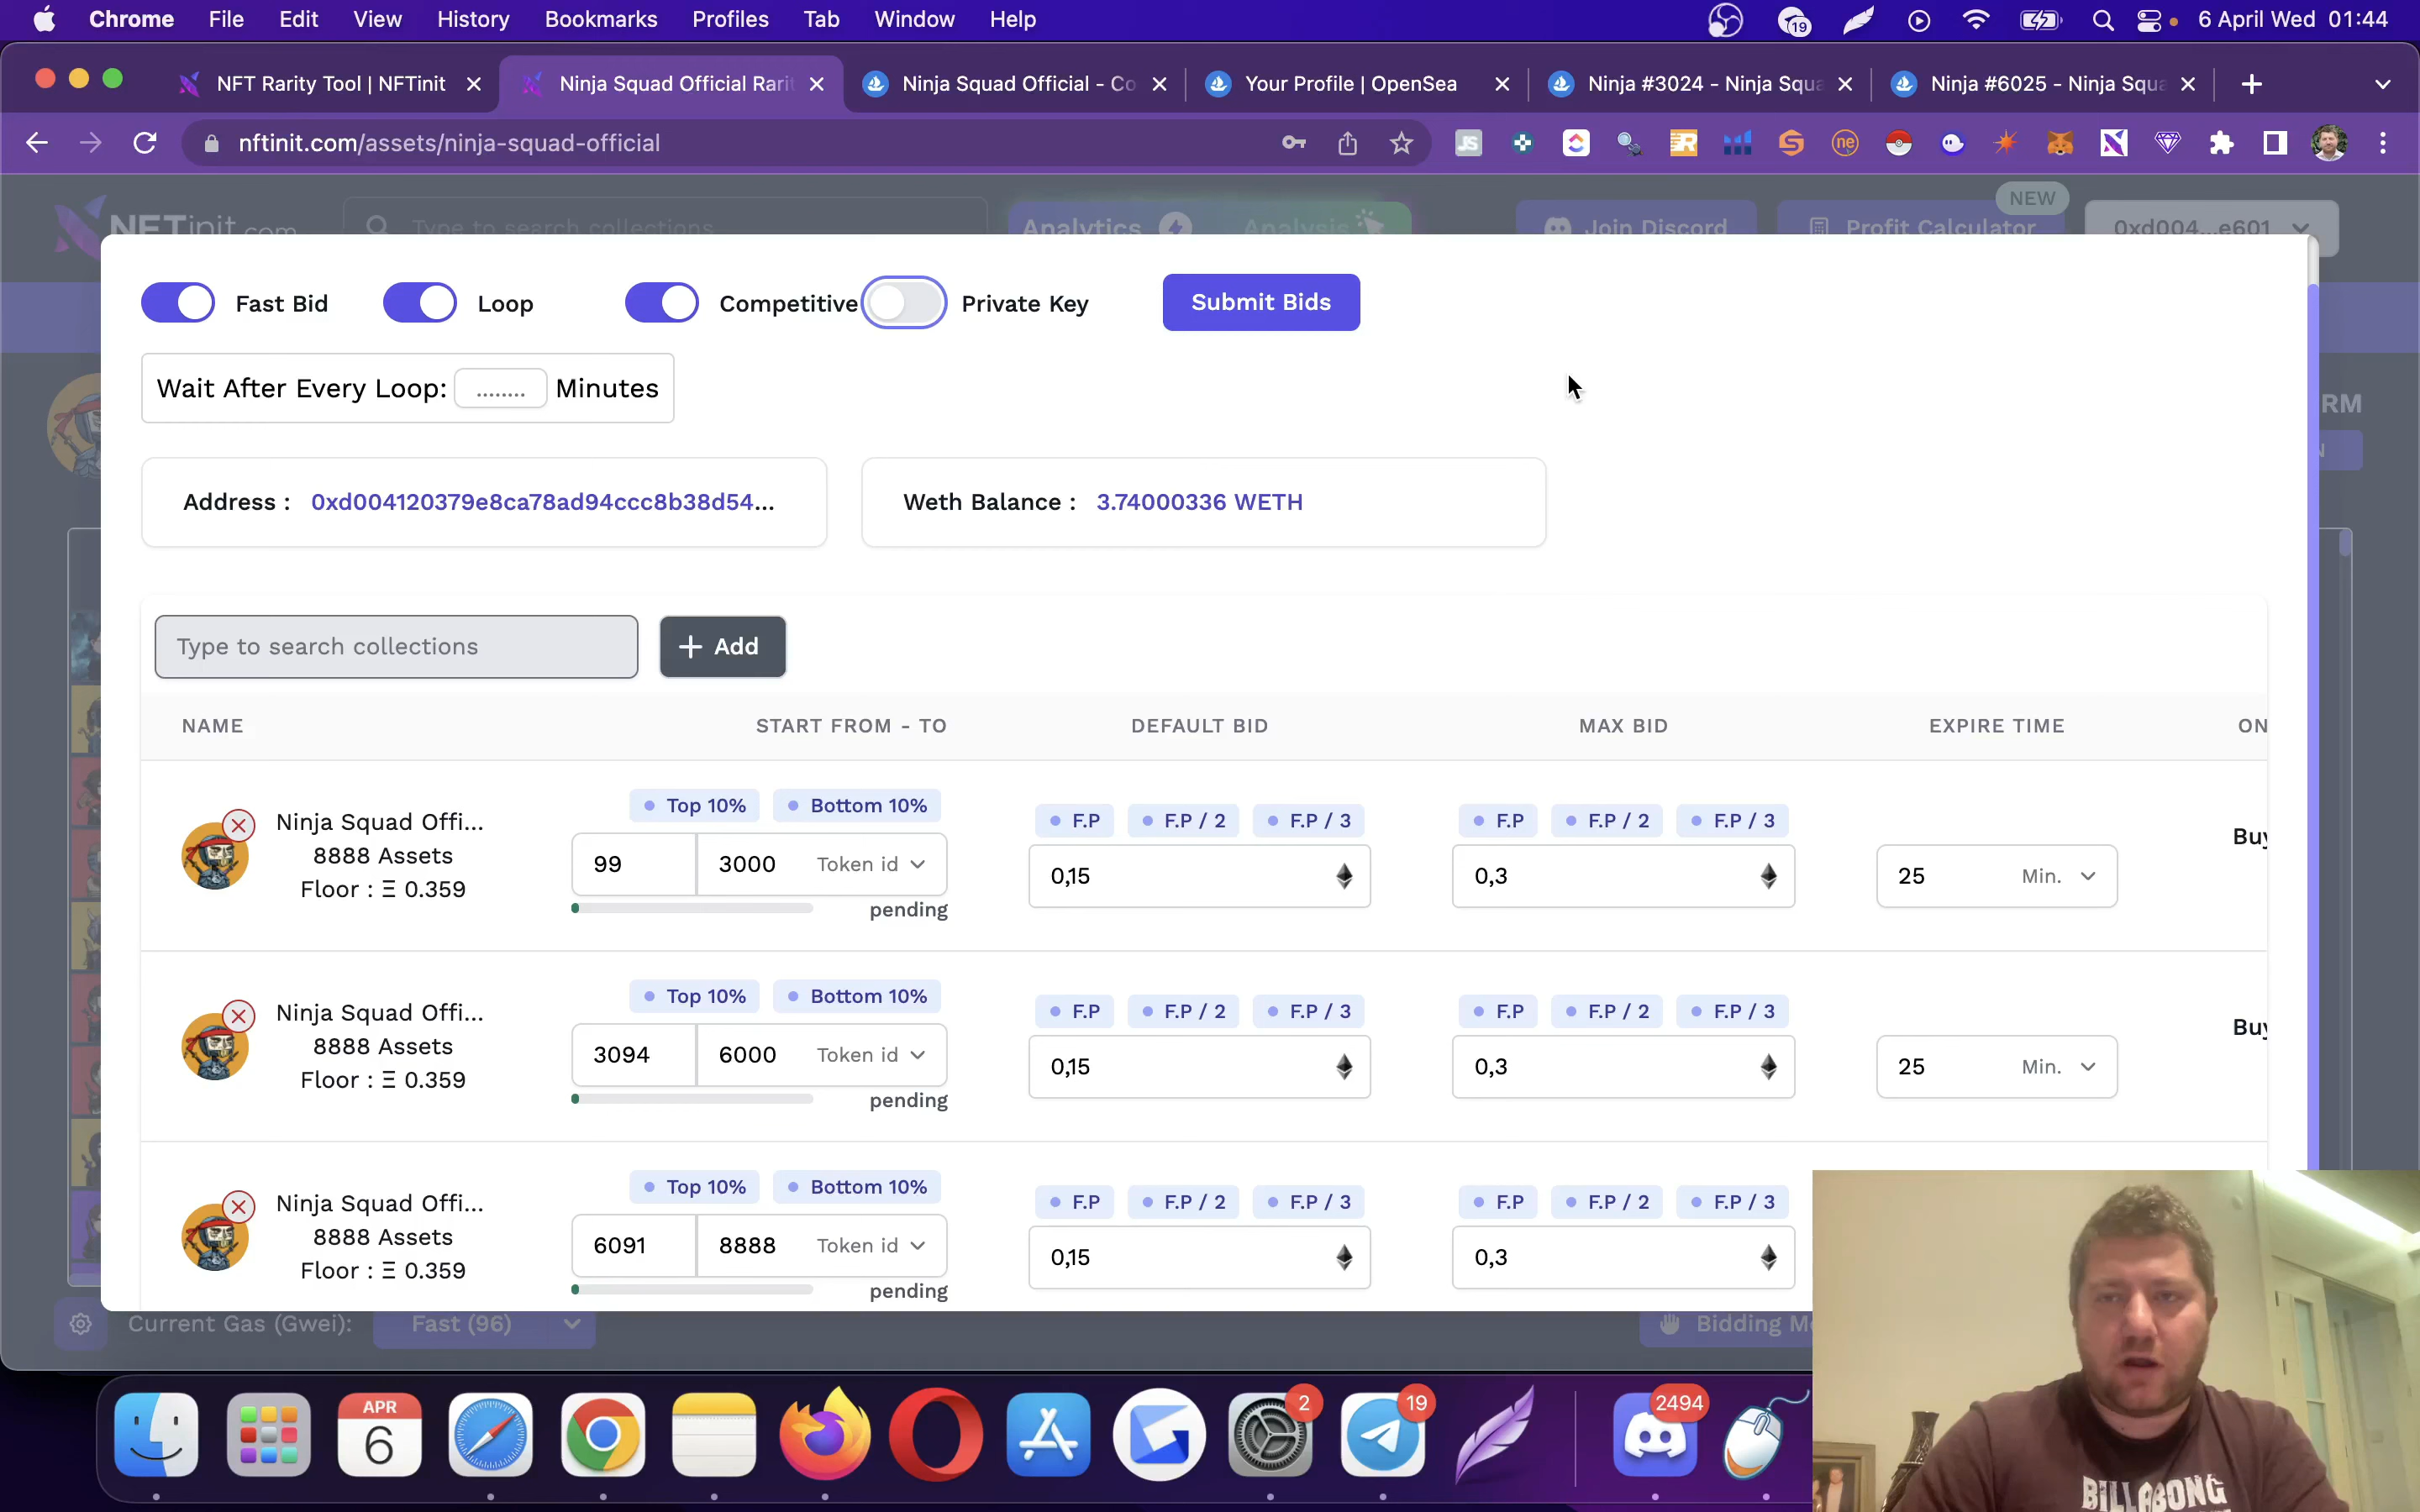 Chrome File Edit View History Bookmarks Profiles Tab Window Help 19 6 April Wed 01:44
NFT Rarity Tool | NFTinit
Ninja Squad Official Rari
Ninja Squad Official - Co
Your Profile | OpenSea
Ninja #3024 - Ninja Squa
Ninja #6025 - Ninja Squa
nftinit.com/assets/ninja-squad-official
NEW
NFTinit.com Type to search collections Analytics Analysis Join Discord Profit Calculator 0xd004...e601
Fast Bid Loop Competitive Private Key Submit Bids
Wait After Every Loop: ........ Minutes
RM
Address : 0xd004120379e8ca78ad94ccc8b38d54...
Weth Balance : 3.74000336 WETH
Type to search collections + Add
NAME START FROM - TO DEFAULT BID MAX BID EXPIRE TIME ON
Top 10% Bottom 10% F.P F.P / 2 F.P / 3 F.P F.P / 2 F.P / 3
Ninja Squad Offi...
8888 Assets
Floor : Ξ 0.359
99 3000 Token id 0,15 0,3 25 Min. Buy
pending
Top 10% Bottom 10% F.P F.P / 2 F.P / 3 F.P F.P / 2 F.P / 3
Ninja Squad Offi...
8888 Assets
Floor : Ξ 0.359
3094 6000 Token id 0,15 0,3 25 Min. Buy
pending
Top 10% Bottom 10% F.P F.P / 2 F.P / 3 F.P F.P / 2 F.P / 3
Ninja Squad Offi...
8888 Assets
Floor : Ξ 0.359
6091 8888 Token id 0,15 0,3
pending
Current Gas (Gwei): Fast (96) Bidding M
APR
6
2
19
2494
BILLABONG